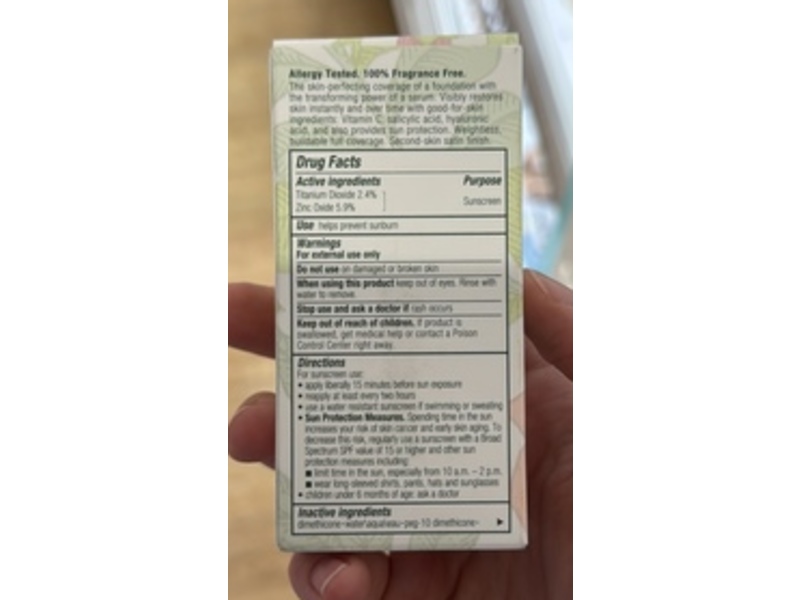 Allergy Tested. 100% Fragrance Free.
The skin-perfecting coverage of a foundation with
the transforming power of a serum. Visibly restores
skin instantly and over time with good-for-skin
ingredients: Vitamin C, salicylic acid, hyaluronic
acid, and also provides sun protection. Weightless,
buildable full coverage. Second-skin satin finish.
Drug Facts
Active ingredients Purpose
Titanium Dioxide 2.4%
Zinc Oxide 5.9%
Sunscreen
Use helps prevent sunburn
Warnings
For external use only
Do not use on damaged or broken skin
When using this product keep out of eyes. Rinse with
water to remove.
Stop use and ask a doctor if rash occurs
Keep out of reach of children. If product is
swallowed, get medical help or contact a Poison
Control Center right away.
Directions
For sunscreen use:
• apply liberally 15 minutes before sun exposure
• reapply at least every two hours
• use a water resistant sunscreen if swimming or sweating
• Sun Protection Measures. Spending time in the sun
increases your risk of skin cancer and early skin aging. To
decrease this risk, regularly use a sunscreen with a Broad
Spectrum SPF value of 15 or higher and other sun
protection measures including:
■ limit time in the sun, especially from 10 a.m. – 2 p.m.
■ wear long-sleeved shirts, pants, hats and sunglasses
• children under 6 months of age: ask a doctor
Inactive ingredients
dimethicone~water\aqua\eau~peg-10 dimethicone~